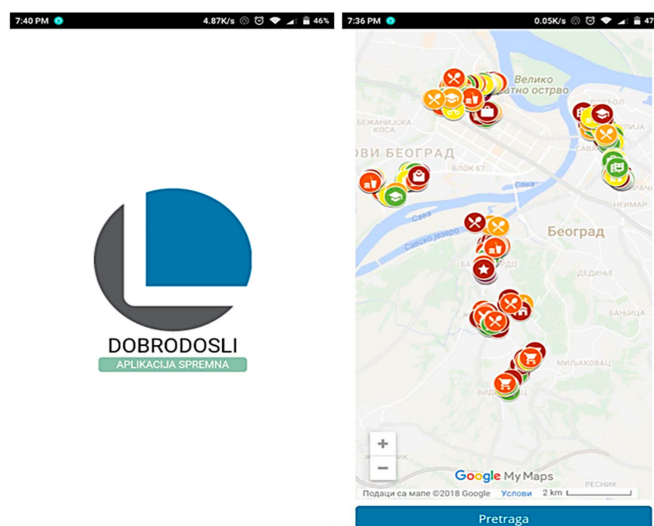 7:40 PM 4.87K/s 46%
DOBRODOSLI
APLIKACIJA SPREMNA
7:36 PM 0.05K/s 47
Велико
ратно острво
БЕЖАНИЈСКА
КОСА
ОВИ БЕОГРАД
БЛОК 67
Сава
Сава
Савско језеро
НЕИМАР
Београд
ДЕДИЊЕ
БАЊИЦА
МИЉАКОВАЦ
РЕСНИК
+
−
Google My Maps
Подаци са мапе ©2018 Google Услови 2 km
Pretraga